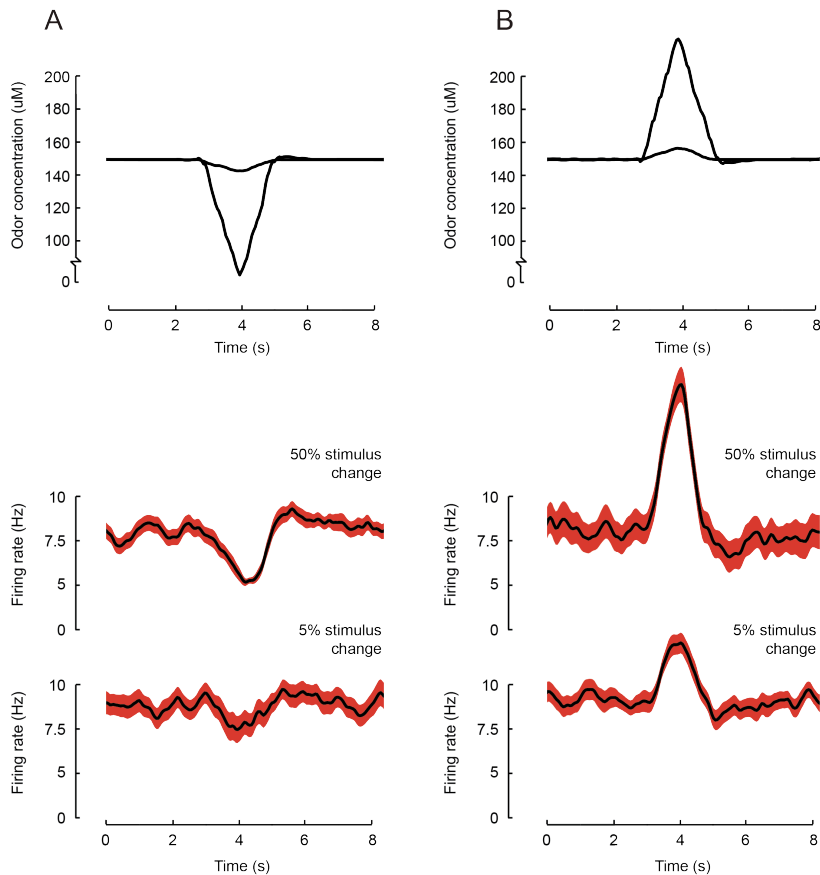 A
B
Odor concentration (uM)
200
180
160
140
120
100
0
0
2
4
6
8
Time (s)
Odor concentration (uM)
200
180
160
140
120
100
0
0
2
4
6
8
Time (s)
50% stimulus
change
Firing rate (Hz)
10
7.5
5
0
50% stimulus
change
Firing rate (Hz)
10
7.5
5
0
5% stimulus
change
Firing rate (Hz)
10
7.5
5
0
0
2
4
6
8
Time (s)
5% stimulus
change
Firing rate (Hz)
10
7.5
5
0
0
2
4
6
8
Time (s)